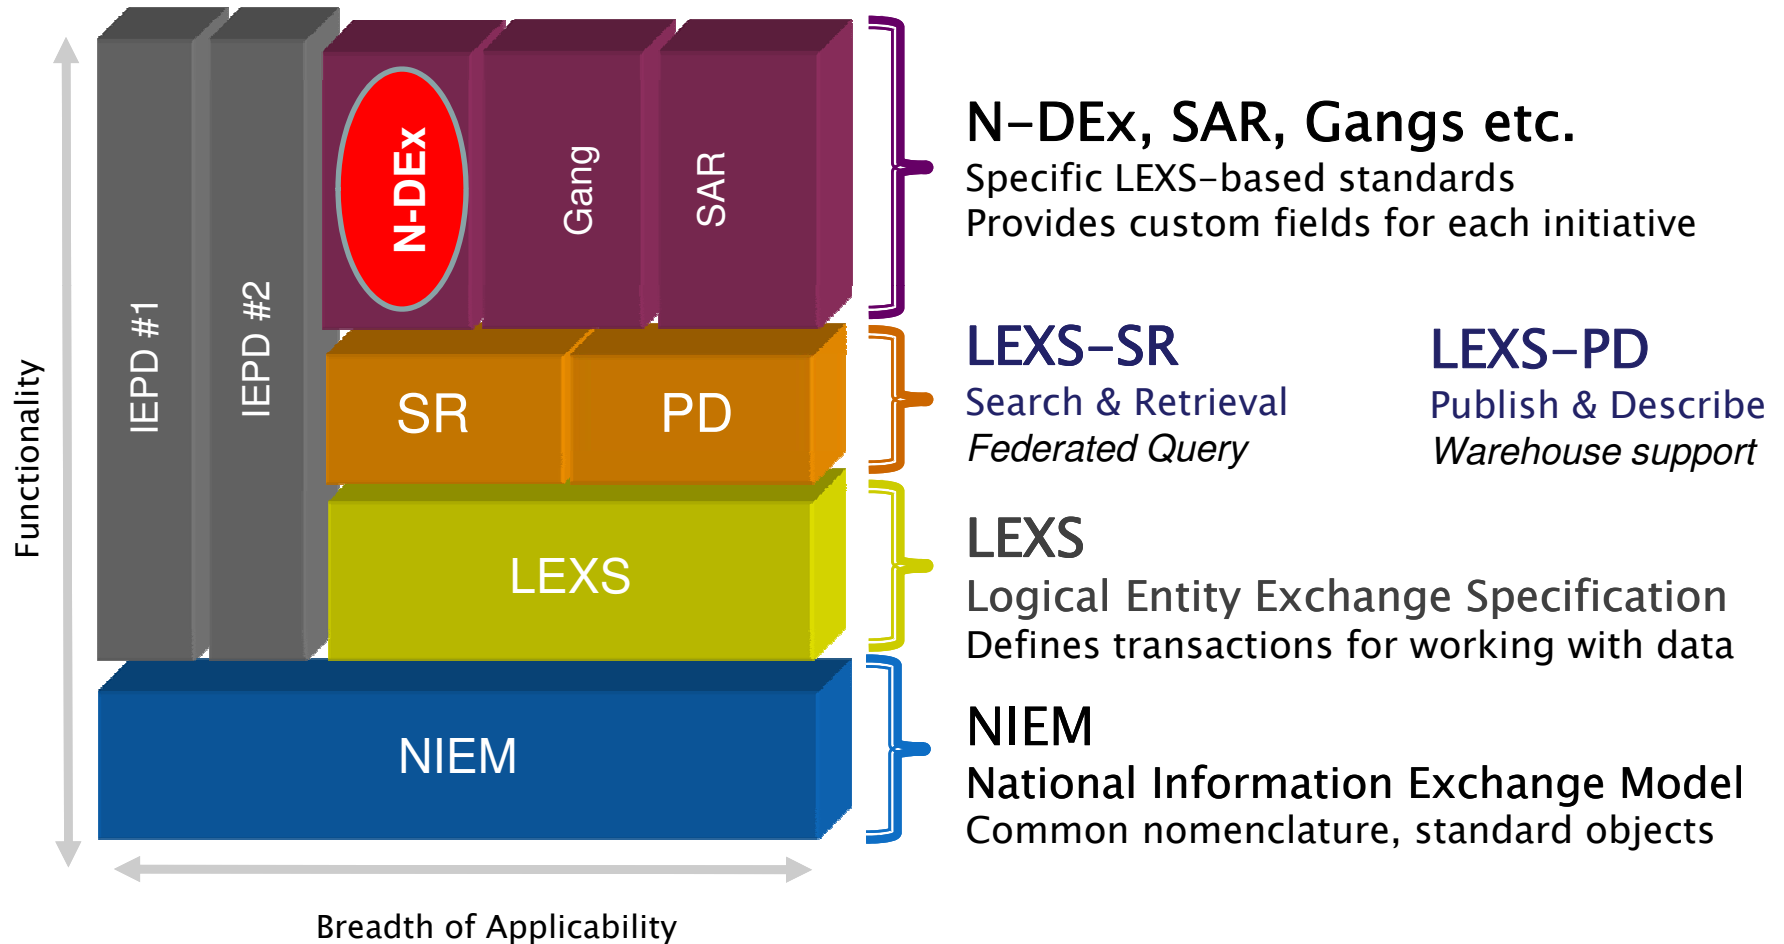 Functionality
IEPD #1
IEPD #2
N-DEx
Gang
SAR
SR
PD
LEXS
NIEM
Breadth of Applicability
N-DEx, SAR, Gangs etc.
Specific LEXS-based standards
Provides custom fields for each initiative
LEXS-SR
Search & Retrieval
Federated Query
LEXS-PD
Publish & Describe
Warehouse support
LEXS
Logical Entity Exchange Specification
Defines transactions for working with data
NIEM
National Information Exchange Model
Common nomenclature, standard objects